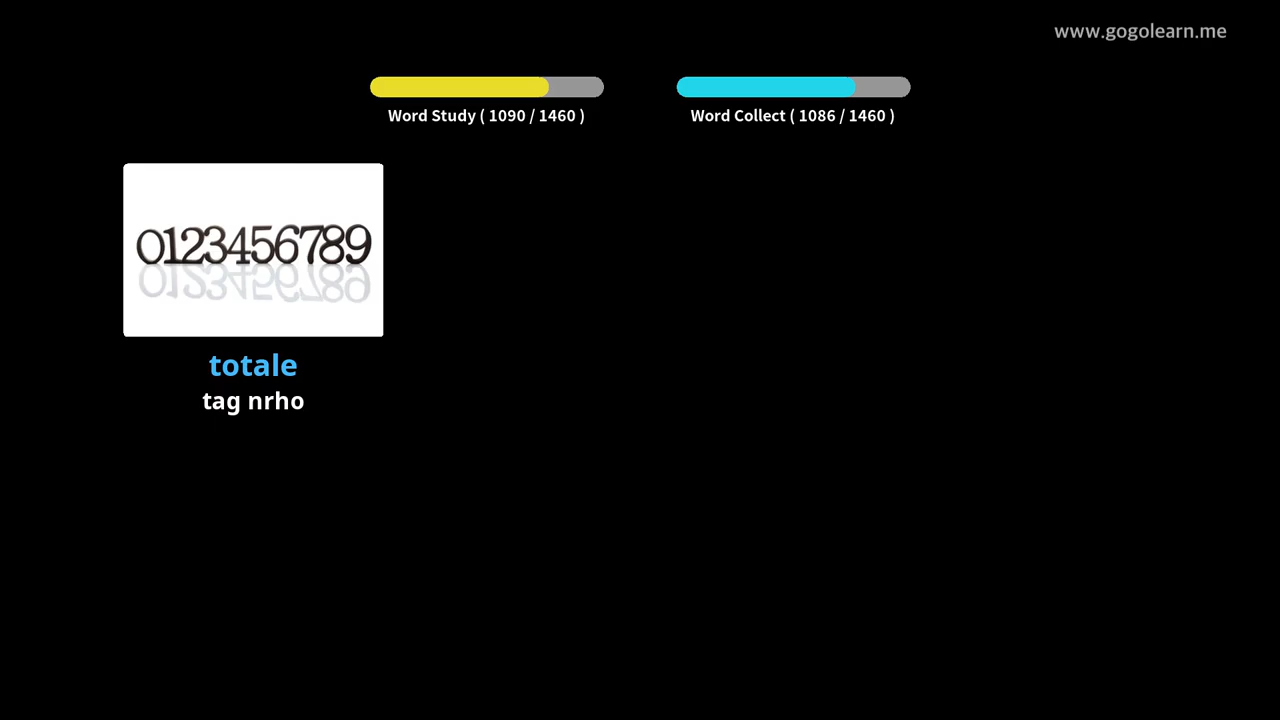 www.gogolearn.me
Word Study ( 1090 / 1460 )
Word Collect ( 1086 / 1460 )
0123456789
totale
tag nrho